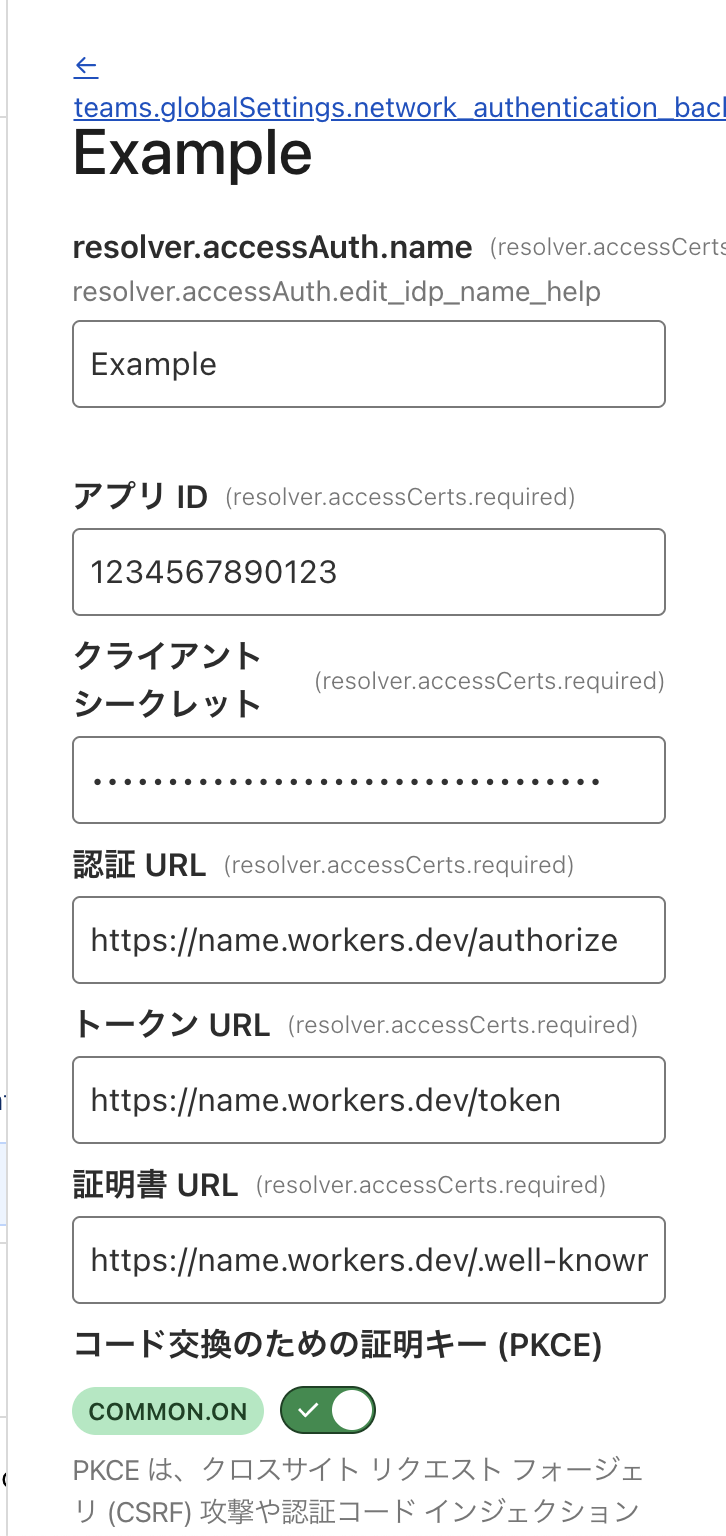 ←
teams.globalSettings.network_authentication_bac
Example
resolver.accessAuth.name (resolver.accessCerts
resolver.accessAuth.edit_idp_name_help
Example
アプリ ID (resolver.accessCerts.required)
1234567890123
クライアント
シークレット (resolver.accessCerts.required)
••••••••••••••••••••••••••••••••••
認証 URL (resolver.accessCerts.required)
https://name.workers.dev/authorize
トークン URL (resolver.accessCerts.required)
https://name.workers.dev/token
証明書 URL (resolver.accessCerts.required)
https://name.workers.dev/.well-know
コード交換のための証明キー (PKCE)
COMMON.ON
PKCE は、クロスサイト リクエスト フォージェ
リ (CSRF) 攻撃や認証コード インジェクション